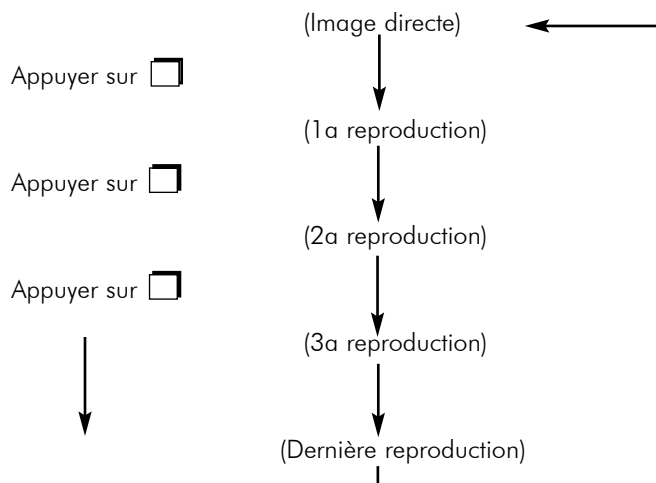 (Image directe)
Appuyer sur
(1a reproduction)
Appuyer sur
(2a reproduction)
Appuyer sur
(3a reproduction)
(Dernière reproduction)